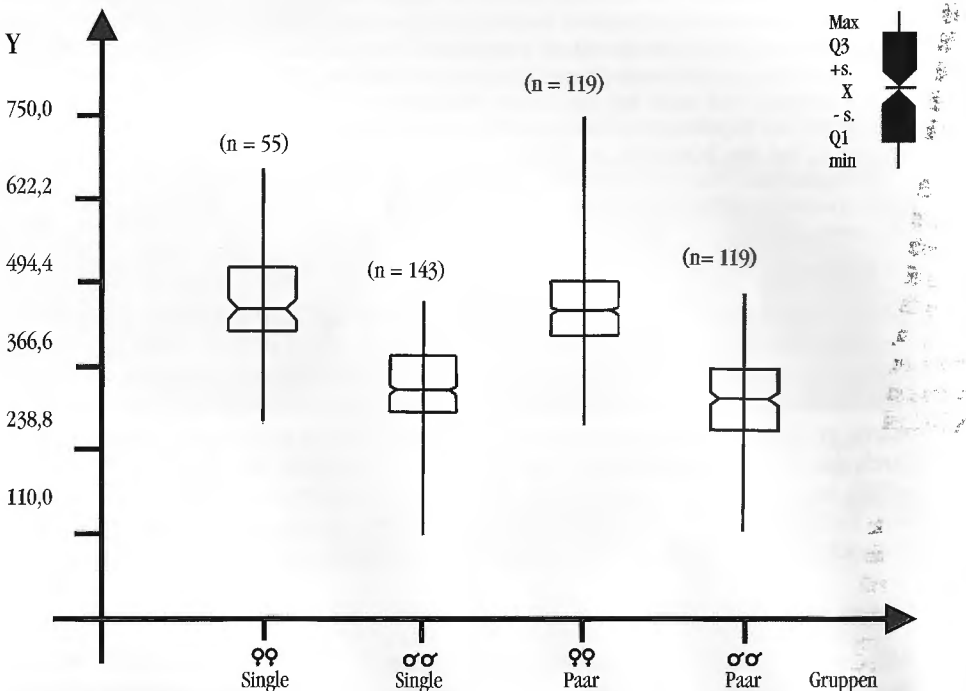 Y
750,0
622,2
494,4
366,6
238,8
110,0
(n = 55)
(n = 143)
(n = 119)
(n= 119)
Max
Q3
+s.
X
- s.
Q1
min
♀♀
Single
♂♂
Single
♀♀
Paar
♂♂
Paar
Gruppen